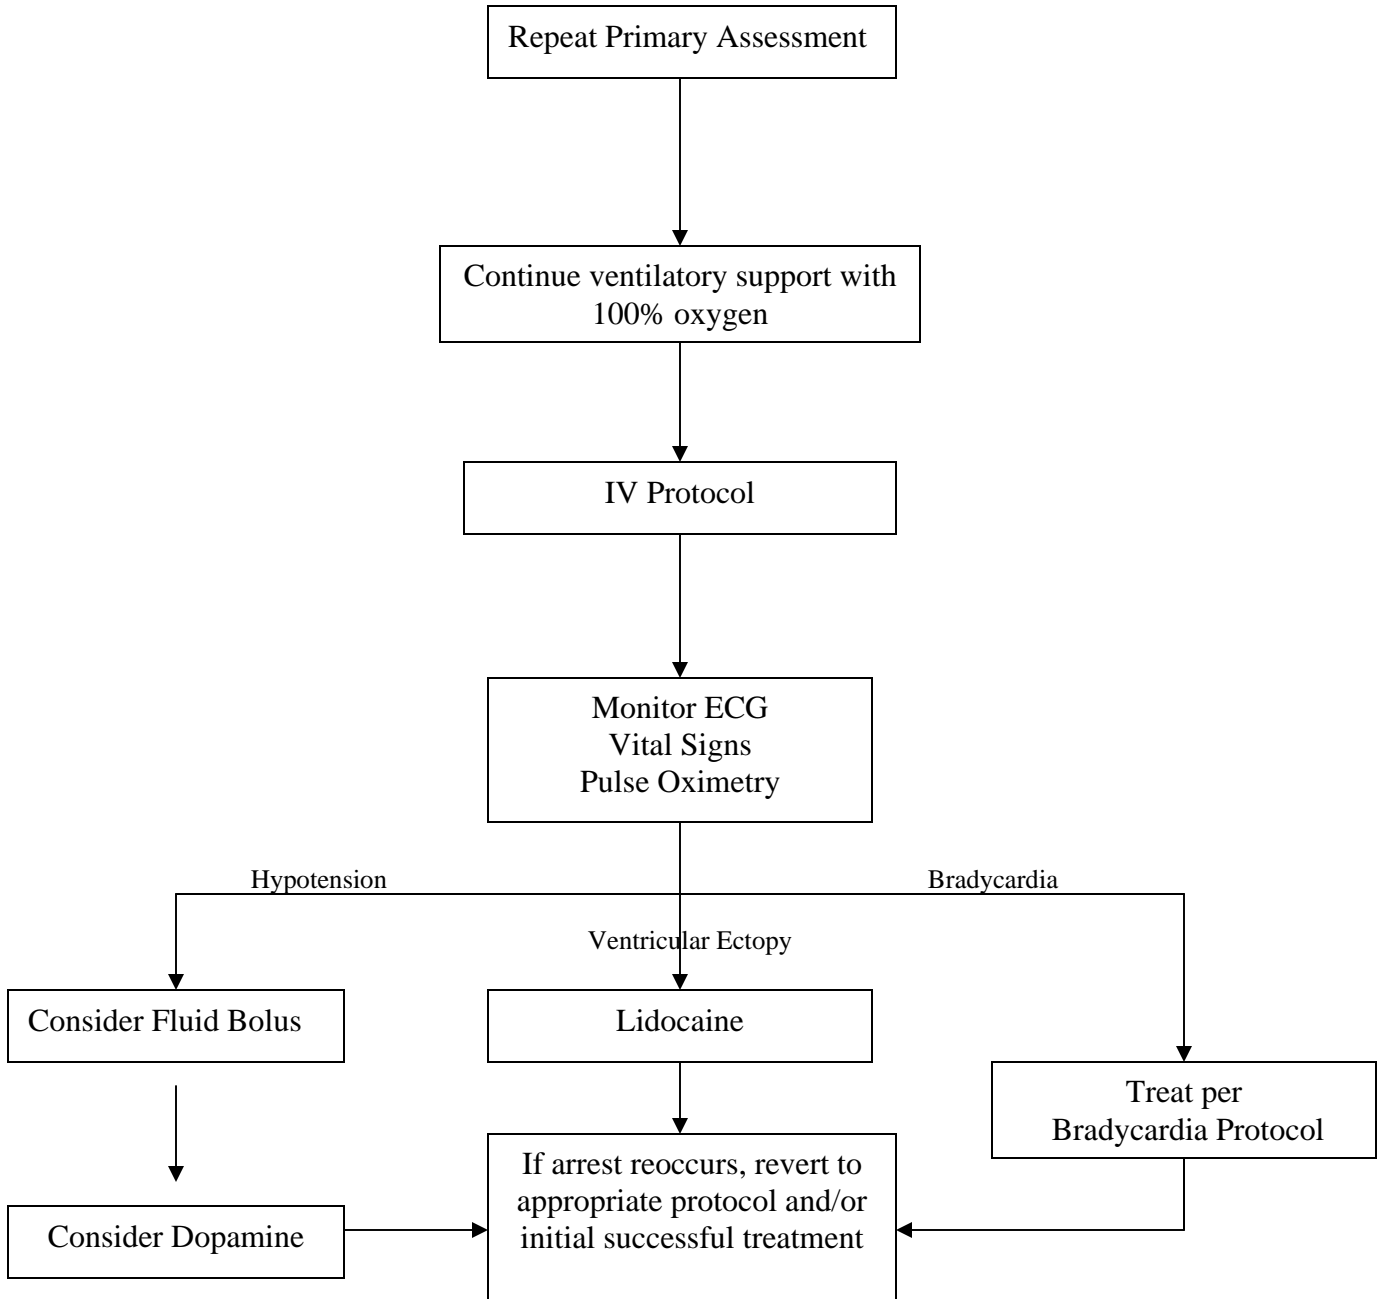 Repeat Primary Assessment
Continue ventilatory support with
100% oxygen
IV Protocol
Monitor ECG
Vital Signs
Pulse Oximetry
Hypotension
Bradycardia
Ventricular Ectopy
Consider Fluid Bolus
Lidocaine
Treat per
Bradycardia Protocol
If arrest reoccurs, revert to
appropriate protocol and/or
initial successful treatment
Consider Dopamine